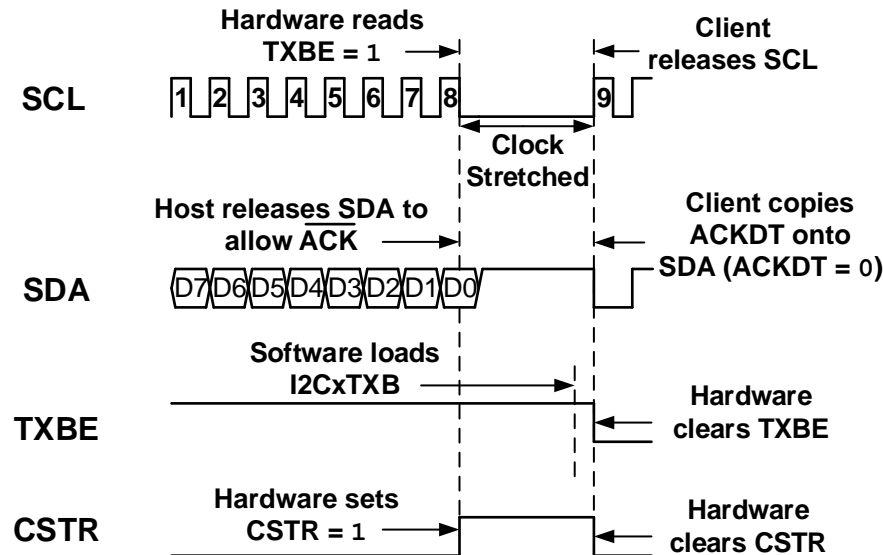 Hardware reads
TXBE = 1
Client
releases SCL
SCL
1 2 3 4 5 6 7 8 9
Clock
Stretched
Host releases SDA to
allow ACK
Client copies
ACKDT onto
SDA (ACKDT = 0)
SDA
D7 D6 D5 D4 D3 D2 D1 D0
Software loads
I2CxTXB
TXBE
Hardware
clears TXBE
Hardware sets
CSTR = 1
CSTR
Hardware
clears CSTR